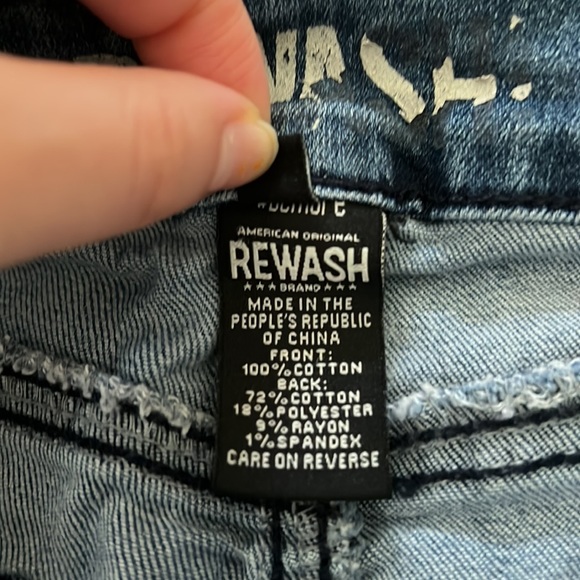 AMERICAN ORIGINAL
REWASH
★★★BRAND★★★
MADE IN THE
PEOPLE'S REPUBLIC
OF CHINA
FRONT:
100%COTTON
BACK:
72%COTTON
18%POLYESTER
9%RAYON
1%SPANDEX
CARE ON REVERSE